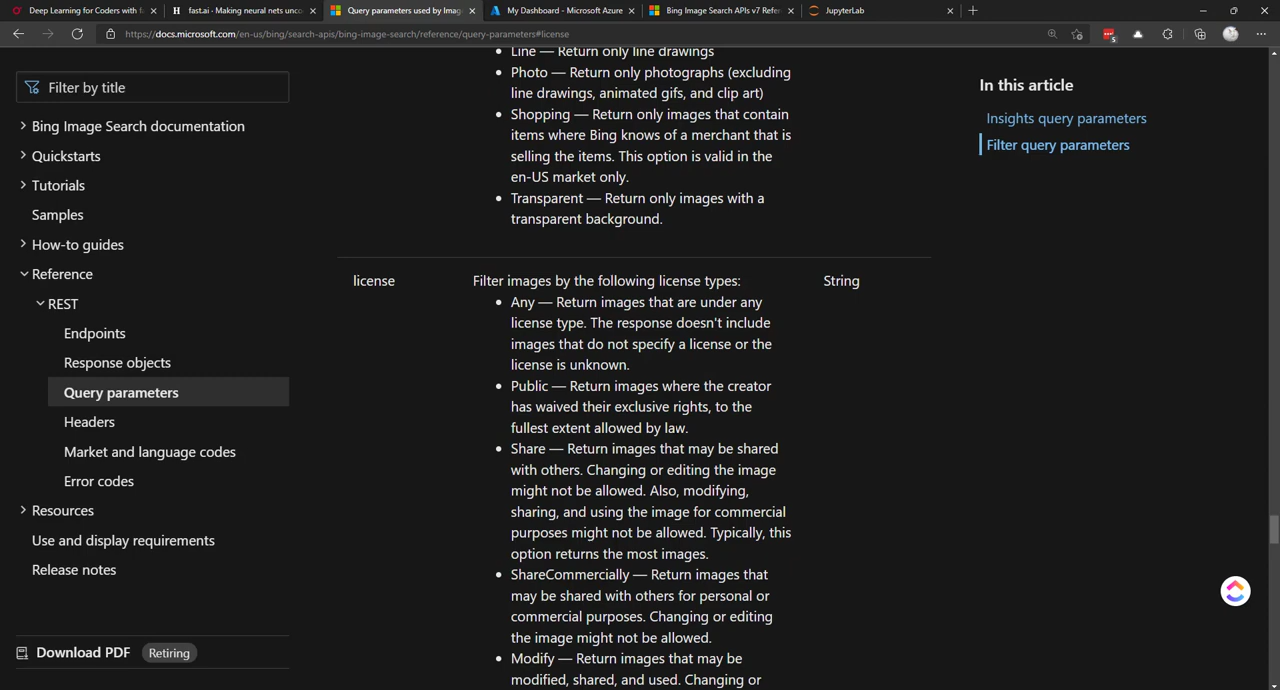 Deep Learning for Coders with fa
fast.ai - Making neural nets unco
Query parameters used by Imag
My Dashboard - Microsoft Azure
Bing Image Search APIs v7 Refer
JupyterLab
https://docs.microsoft.com/en-us/bing/search-apis/bing-image-search/reference/query-parameters#license
5
Filter by title
Bing Image Search documentation
Quickstarts
Tutorials
Samples
How-to guides
Reference
REST
Endpoints
Response objects
Query parameters
Headers
Market and language codes
Error codes
Resources
Use and display requirements
Release notes
Download PDF
Retiring
Line — Return only line drawings
Photo — Return only photographs (excluding
line drawings, animated gifs, and clip art)
Shopping — Return only images that contain
items where Bing knows of a merchant that is
selling the items. This option is valid in the
en-US market only.
Transparent — Return only images with a
transparent background.
license
Filter images by the following license types:
String
Any — Return images that are under any
license type. The response doesn't include
images that do not specify a license or the
license is unknown.
Public — Return images where the creator
has waived their exclusive rights, to the
fullest extent allowed by law.
Share — Return images that may be shared
with others. Changing or editing the image
might not be allowed. Also, modifying,
sharing, and using the image for commercial
purposes might not be allowed. Typically, this
option returns the most images.
ShareCommercially — Return images that
may be shared with others for personal or
commercial purposes. Changing or editing
the image might not be allowed.
Modify — Return images that may be
modified, shared, and used. Changing or
In this article
Insights query parameters
Filter query parameters